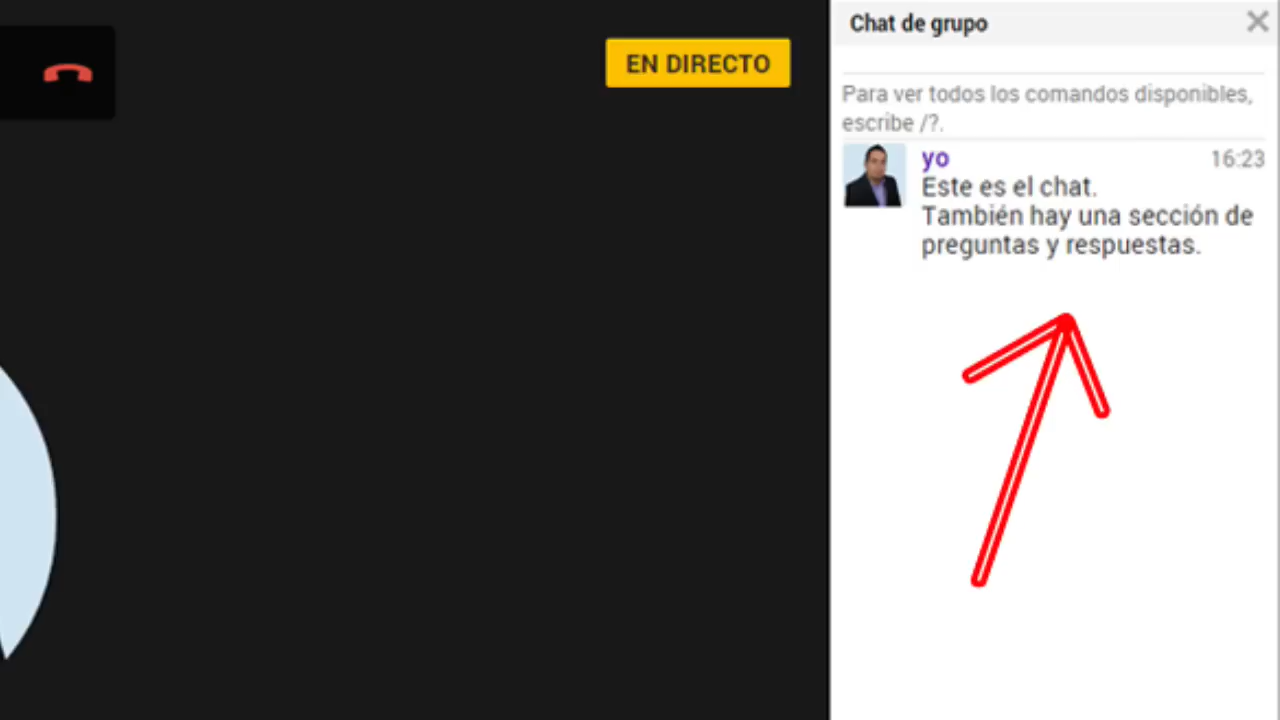 EN DIRECTO
Chat de grupo
Para ver todos los comandos disponibles,
escribe /?.
yo 16:23
Este es el chat.
También hay una sección de
preguntas y respuestas.